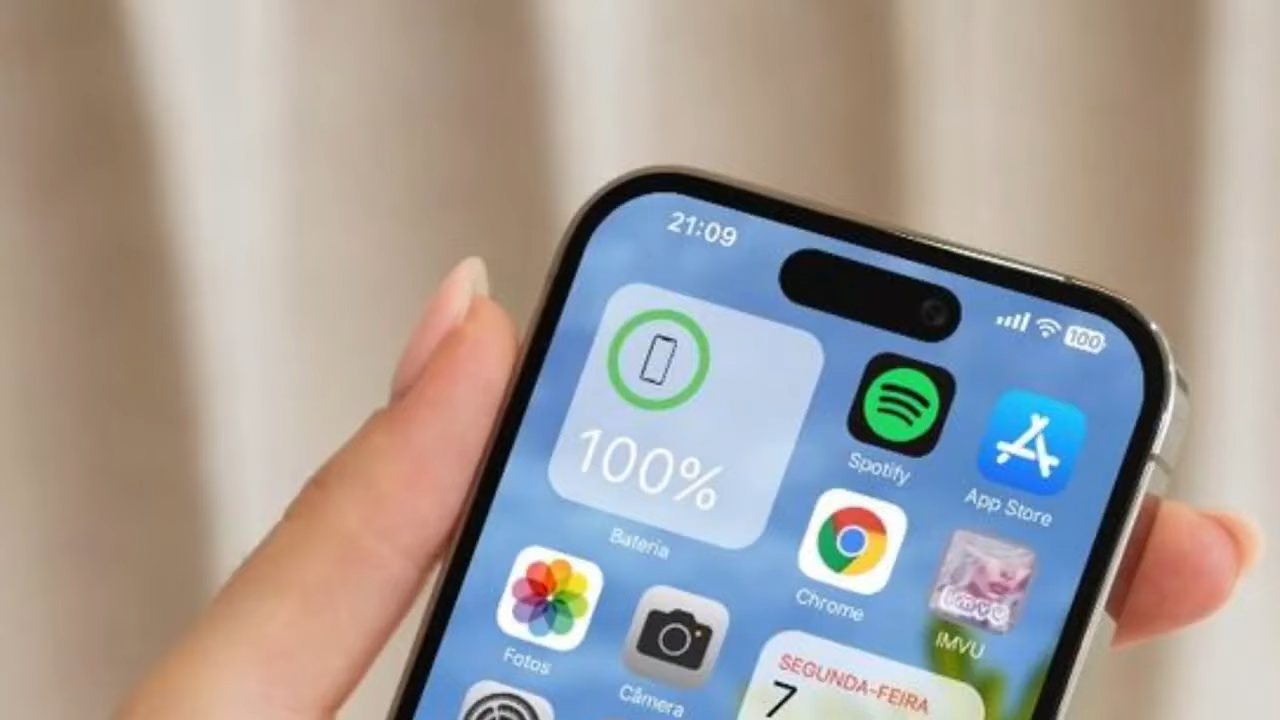 21:09
100
100%
Bateria
Spotify
App Store
Chrome
IMVU
Fotos
Câmera
SEGUNDA-FEIRA
7